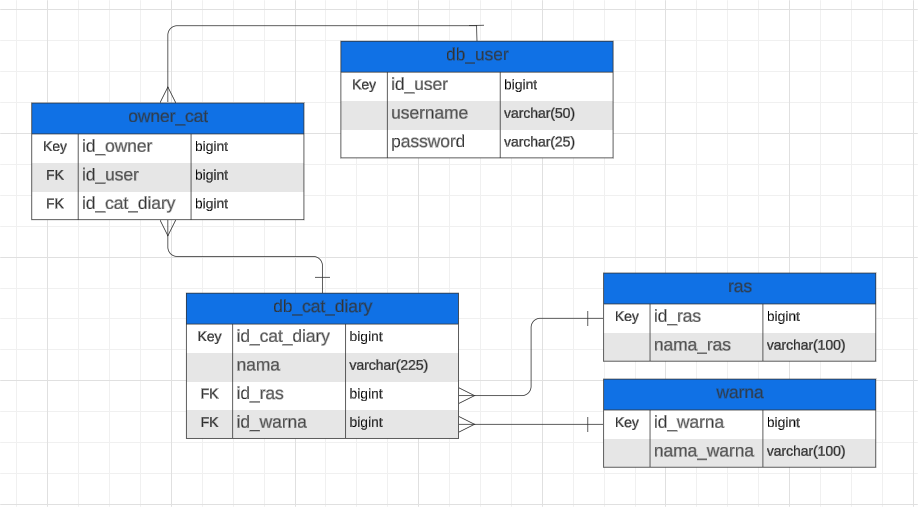 db_user
Key id_user bigint
username varchar(50)
password varchar(25)
owner_cat
Key id_owner bigint
FK id_user bigint
FK id_cat_diary bigint
db_cat_diary
Key id_cat_diary bigint
nama varchar(225)
FK id_ras bigint
FK id_warna bigint
ras
Key id_ras bigint
nama_ras varchar(100)
warna
Key id_warna bigint
nama_warna varchar(100)